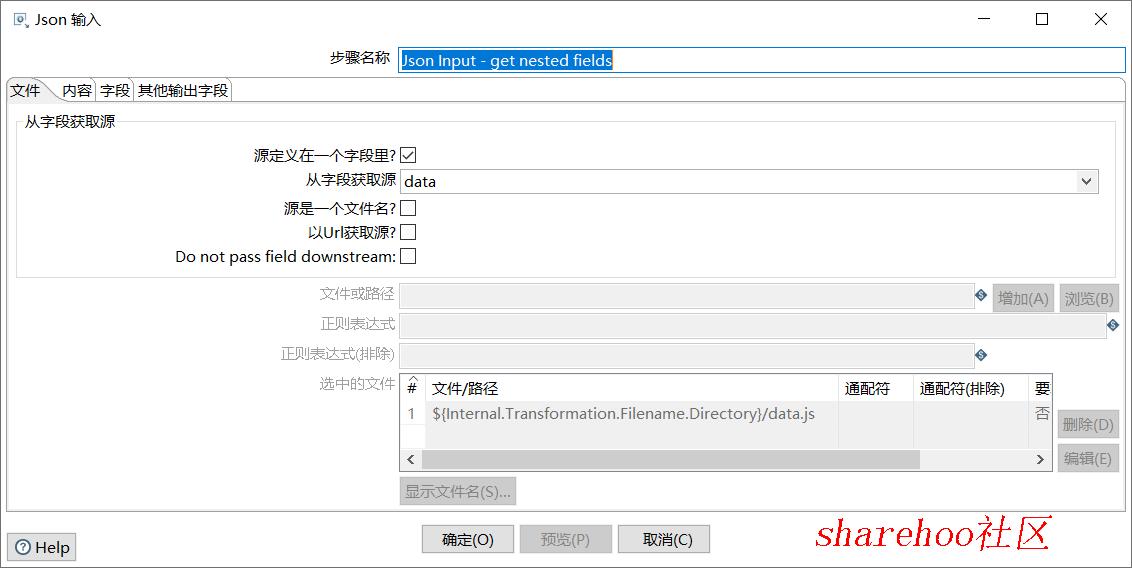 Json 输入
步骤名称 Json Input - get nested fields
文件 内容 字段 其他输出字段
从字段获取源
源定义在一个字段里?
从字段获取源 data
源是一个文件名?
以Url获取源?
Do not pass field downstream:
文件或路径 增加(A) 浏览(B)
正则表达式
正则表达式(排除)
选中的文件 # 文件/路径 通配符 通配符(排除) 要
1 ${Internal.Transformation.Filename.Directory}/data.js 否
删除(D)
编辑(E)
显示文件名(S)...
Help 确定(O) 预览(P) 取消(C)
sharehoo社区